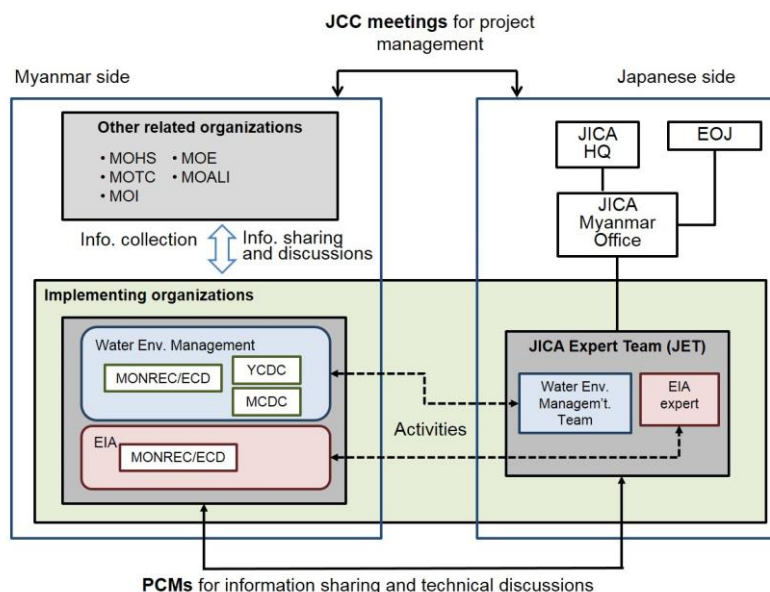 JCC meetings for project
management
Myanmar side
Japanese side
Other related organizations
• MOHS • MOE
• MOTC • MOALI
• MOI
JICA
HQ
EOJ
JICA
Myanmar
Office
Info. collection
Info. sharing
and discussions
Implementing organizations
Water Env. Management
MONREC/ECD
YCDC
MCDC
EIA
MONREC/ECD
Activities
JICA Expert Team (JET)
Water Env.
Managem't.
Team
EIA
expert
PCMs for information sharing and technical discussions